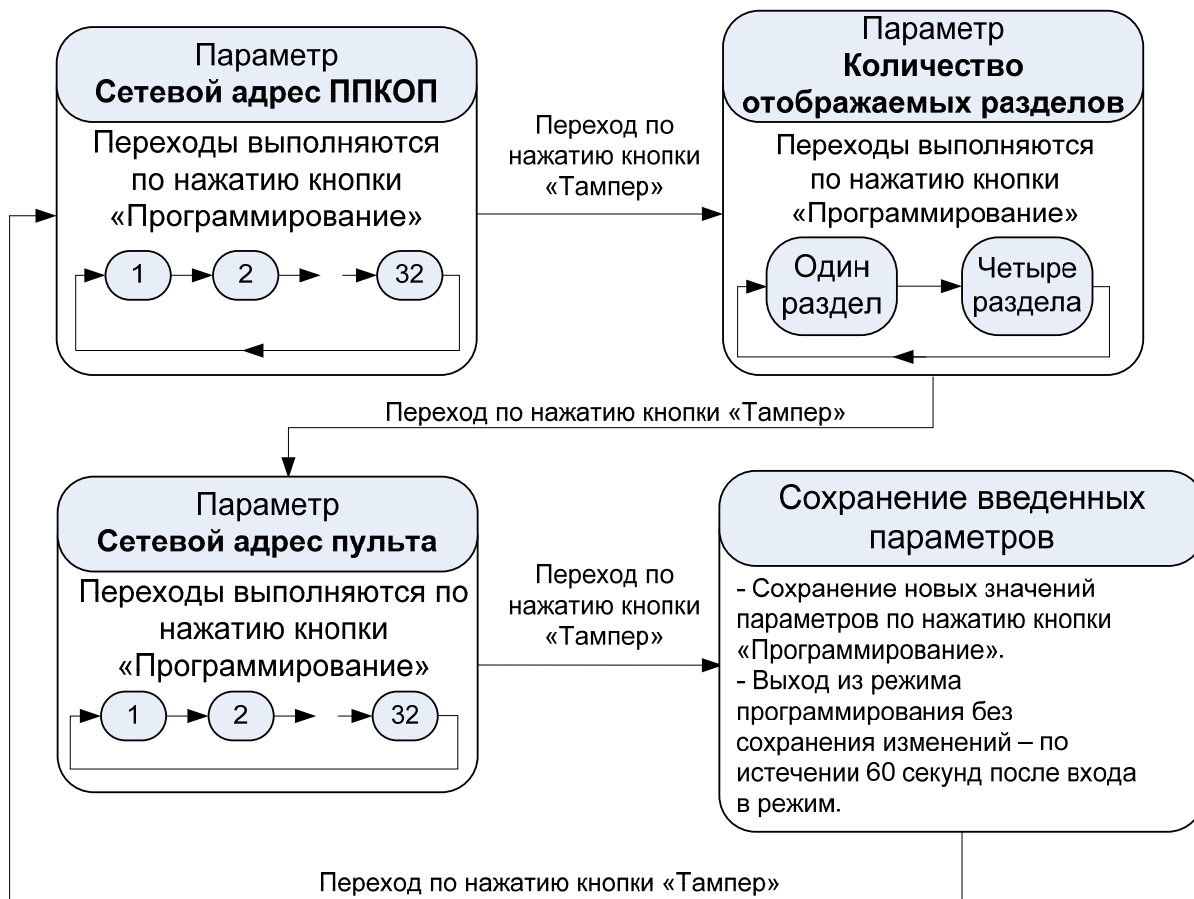 Параметр
Сетевой адрес ППКОП
Переходы выполняются
по нажатию кнопки
«Программирование»
1
2
32
Переход по
нажатию кнопки
«Тампер»
Параметр
Количество
отображаемых разделов
Переходы выполняются
по нажатию кнопки
«Программирование»
Один
раздел
Четыре
раздела
Переход по нажатию кнопки «Тампер»
Параметр
Сетевой адрес пульта
Переходы выполняются по
нажатию кнопки
«Программирование»
1
2
32
Переход по
нажатию кнопки
«Тампер»
Сохранение введенных
параметров
- Сохранение новых значений
параметров по нажатию кнопки
«Программирование».
- Выход из режима
программирования без
сохранения изменений – по
истечении 60 секунд после входа
в режим.
Переход по нажатию кнопки «Тампер»